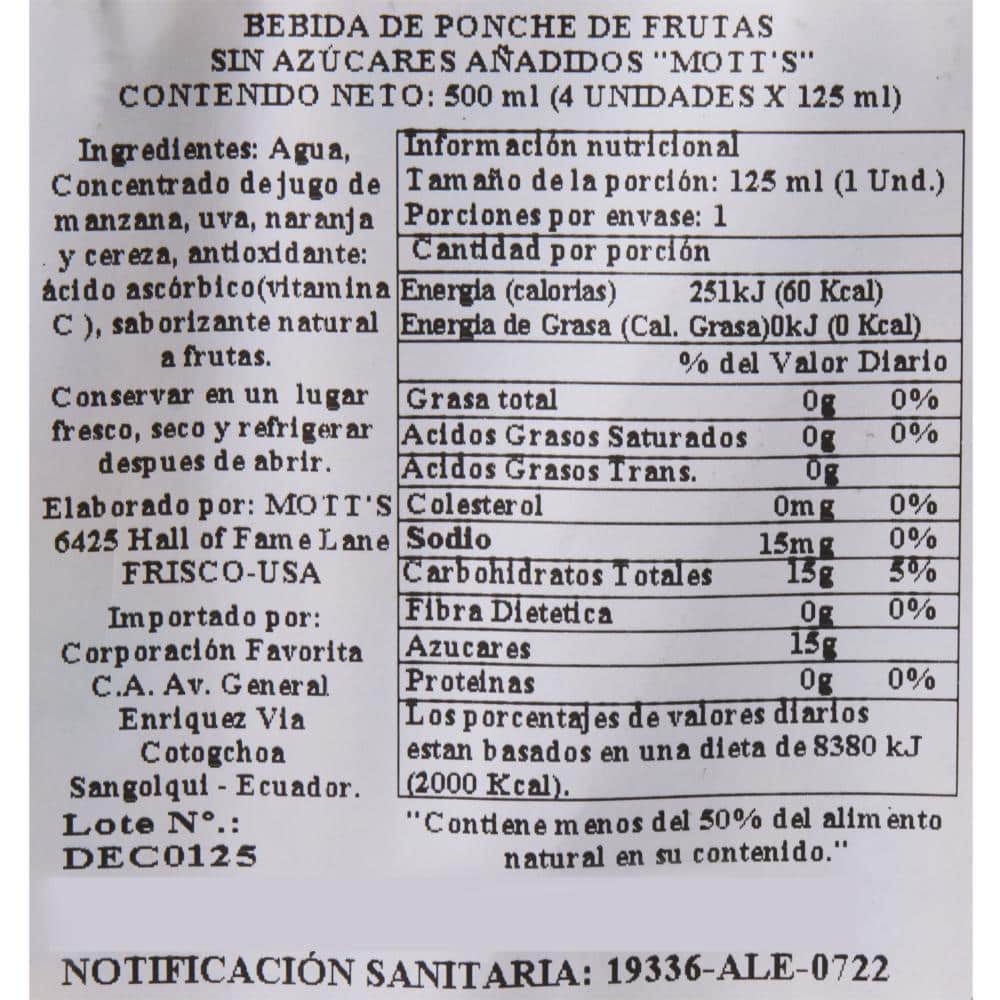 BEBIDA DE PONCHE DE FRUTAS
SIN AZÚCARES AÑADIDOS "MOTT'S"
CONTENIDO NETO: 500 ml (4 UNIDADES X 125 ml)
Ingredientes: Agua,
Concentrado de jugo de
manzana, uva, naranja
y cereza, antioxidante:
ácido ascórbico(vitamina
C ), saborizante natural
a frutas.
Conservar en un lugar
fresco, seco y refrigerar
despues de abrir.
Elaborado por: MOTT'S
6425 Hall of Fame Lane
FRISCO-USA
Importado por:
Corporación Favorita
C.A. Av. General
Enriquez Via
Cotogchoa
Sangolqui - Ecuador.
Lote Nº.:
DEC0125
Información nutricional
Tamaño de la porción: 125 ml (1 Und.)
Porciones por envase: 1
Cantidad por porción
Energia (calorias) 251kJ (60 Kcal)
Energia de Grasa (Cal. Grasa)0kJ (0 Kcal)
% del Valor Diario
Grasa total 0g 0%
Acidos Grasos Saturados 0g 0%
Acidos Grasos Trans. 0g
Colesterol 0mg 0%
Sodio 15mg 0%
Carbohidratos Totales 15g 5%
Fibra Dietetica 0g 0%
Azucares 15g
Proteinas 0g 0%
Los porcentajes de valores diarios
estan basados en una dieta de 8380 kJ
(2000 Kcal).
"Contiene menos del 50% del alimento
natural en su contenido."
NOTIFICACIÓN SANITARIA: 19336-ALE-0722